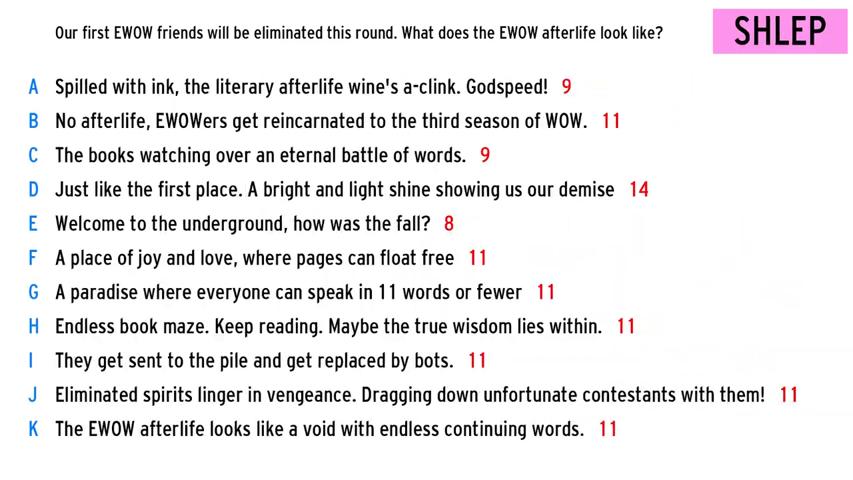 Our first EWOW friends will be eliminated this round. What does the EWOW afterlife look like?
SHLEP
A Spilled with ink, the literary afterlife wine's a-clink. Godspeed! 9
B No afterlife, EWOWers get reincarnated to the third season of WOW. 11
C The books watching over an eternal battle of words. 9
D Just like the first place. A bright and light shine showing us our demise 14
E Welcome to the underground, how was the fall? 8
F A place of joy and love, where pages can float free 11
G A paradise where everyone can speak in 11 words or fewer 11
H Endless book maze. Keep reading. Maybe the true wisdom lies within. 11
I They get sent to the pile and get replaced by bots. 11
J Eliminated spirits linger in vengeance. Dragging down unfortunate contestants with them! 11
K The EWOW afterlife looks like a void with endless continuing words. 11